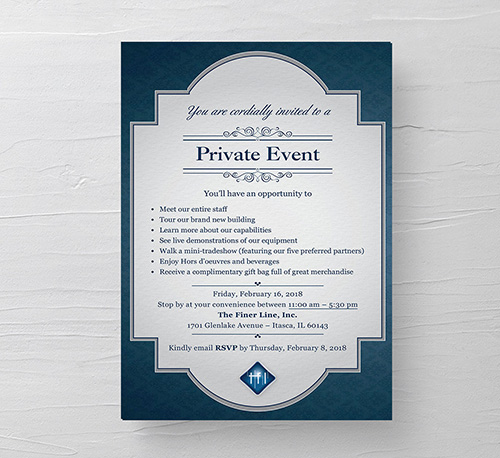 You are cordially invited to a
Private Event
You'll have an opportunity to
• Meet our entire staff
• Tour our brand new building
• Learn more about our capabilities
• See live demonstrations of our equipment
• Walk a mini-tradeshow (featuring our five preferred partners)
• Enjoy Hors d'oeuvres and beverages
• Receive a complimentary gift bag full of great merchandise
Friday, February 16, 2018
Stop by at your convenience between 11:00 am – 5:30 pm
The Finer Line, Inc.
1701 Glenlake Avenue – Itasca, IL 60143
Kindly email RSVP by Thursday, February 8, 2018